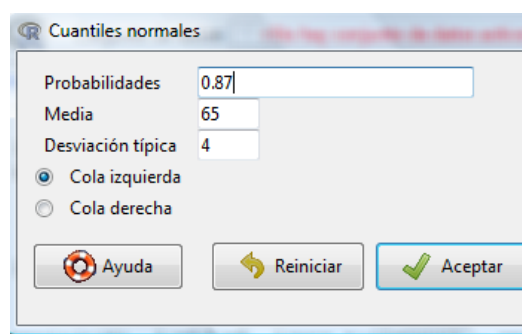 Cuantiles normales
Probabilidades 0.87
Media 65
Desviación típica 4
Cola izquierda
Cola derecha
Ayuda Reiniciar Aceptar